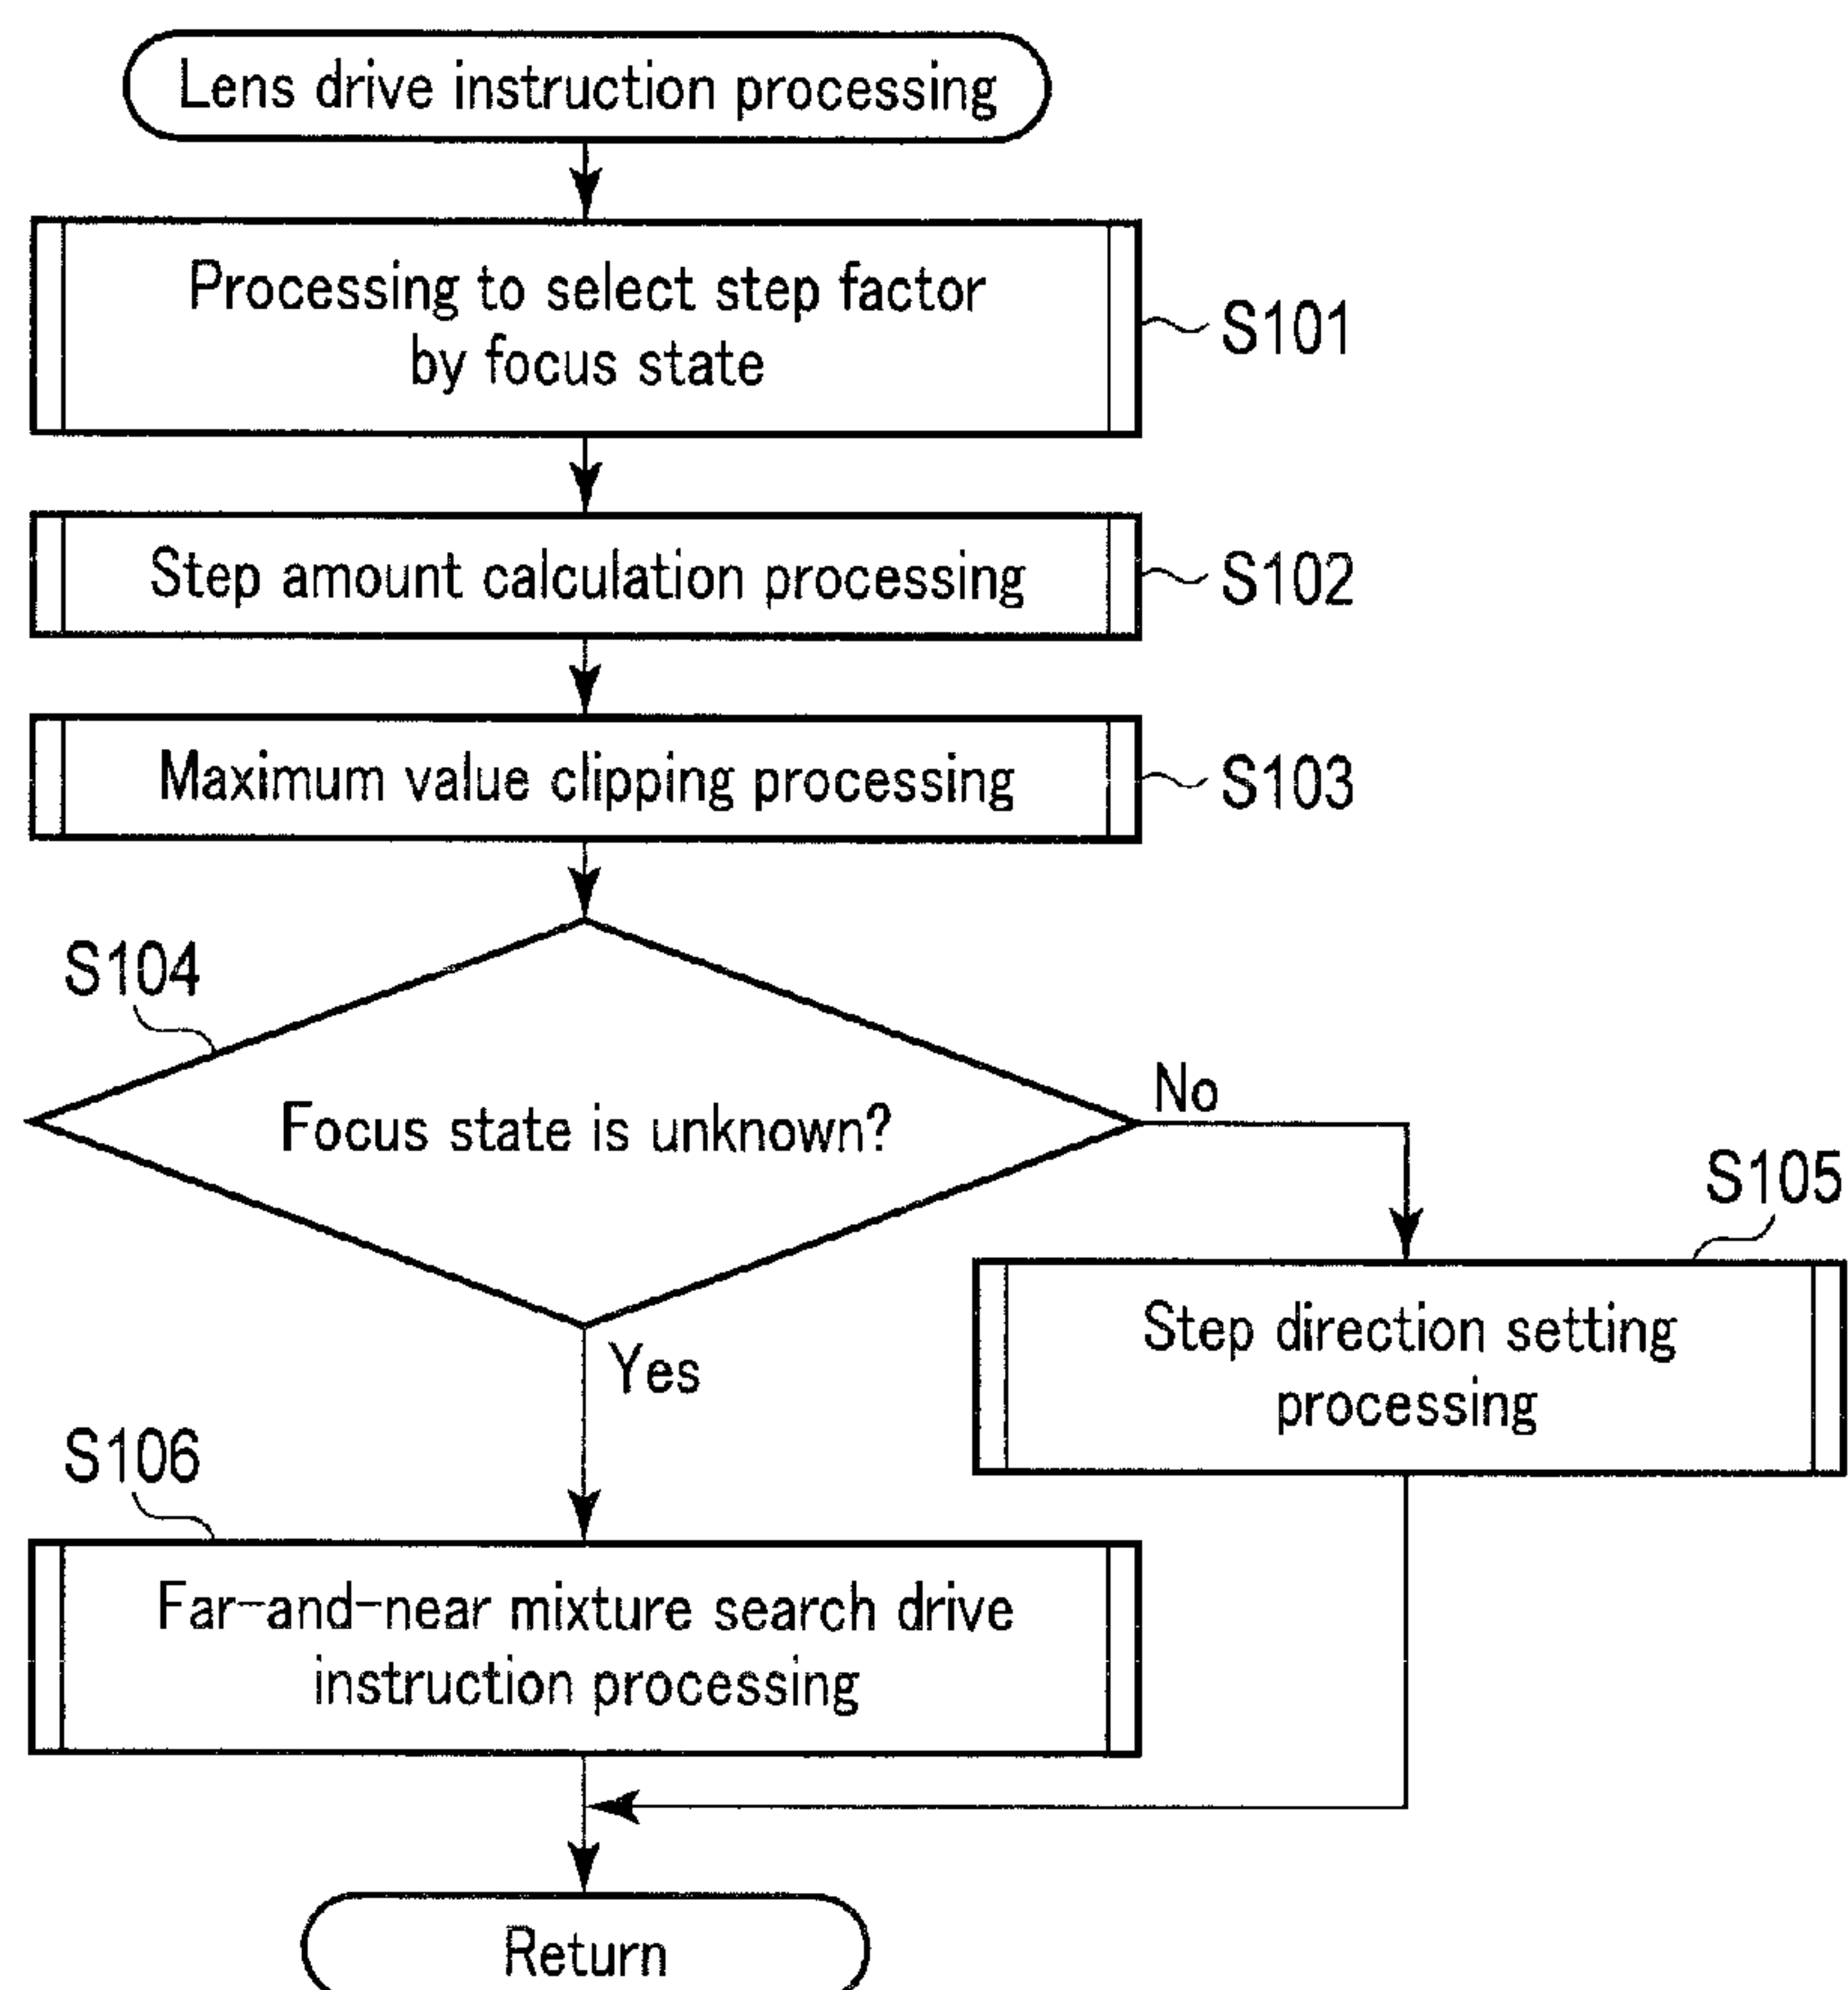 Lens drive instruction processing
Processing to select step factor
by focus state
S101
Step amount calculation processing
S102
Maximum value clipping processing
S103
S104
Focus state is unknown?
No
Yes
S105
Step direction setting
processing
S106
Far-and-near mixture search drive
instruction processing
Return